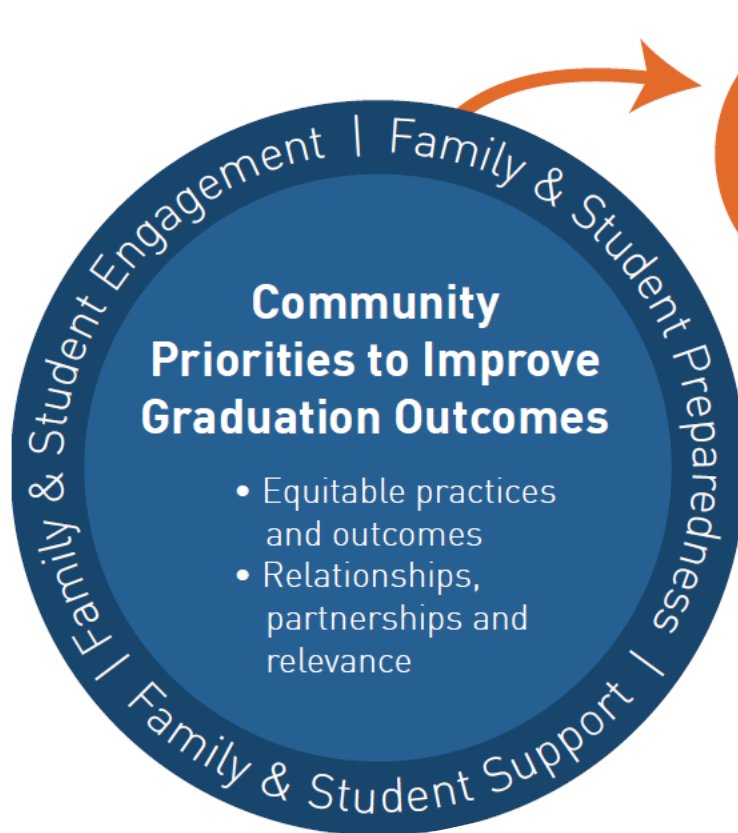 Family & Student Engagement | Family & Student Preparedness | Family & Student Support |
Community
Priorities to Improve
Graduation Outcomes
• Equitable practices
and outcomes
• Relationships,
partnerships and
relevance